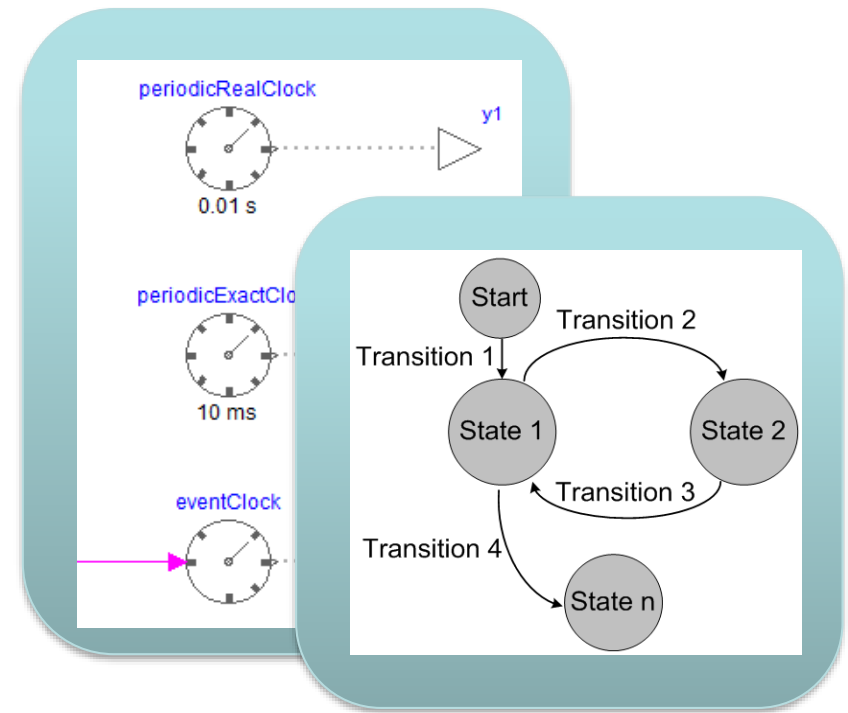 periodicRealClock
y1
0.01 s
periodicExactClo
10 ms
eventClock
Start
Transition 2
Transition 1
State 1
State 2
Transition 3
Transition 4
State n